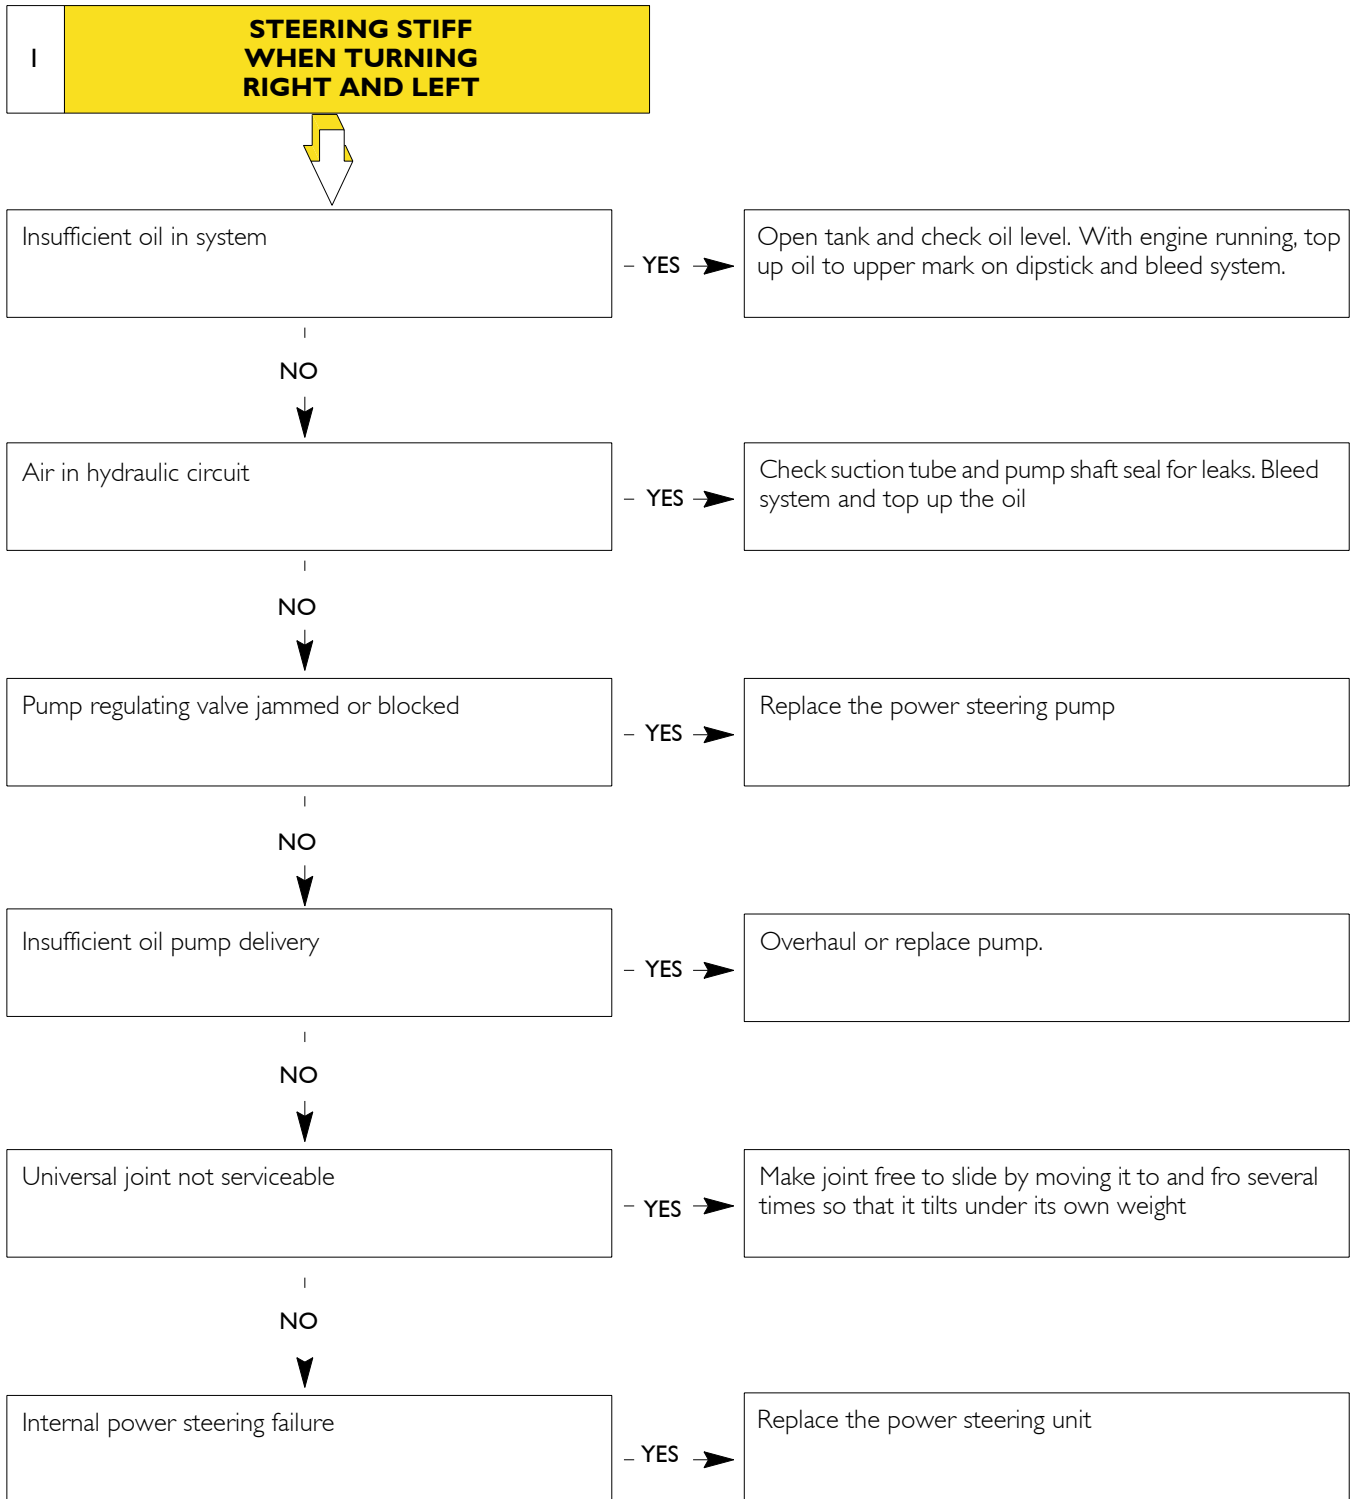 1
STEERING STIFF
WHEN TURNING
RIGHT AND LEFT
Insufficient oil in system
YES
Open tank and check oil level. With engine running, top
up oil to upper mark on dipstick and bleed system.
NO
Air in hydraulic circuit
YES
Check suction tube and pump shaft seal for leaks. Bleed
system and top up the oil
NO
Pump regulating valve jammed or blocked
YES
Replace the power steering pump
NO
Insufficient oil pump delivery
YES
Overhaul or replace pump.
NO
Universal joint not serviceable
YES
Make joint free to slide by moving it to and fro several
times so that it tilts under its own weight
NO
Internal power steering failure
YES
Replace the power steering unit